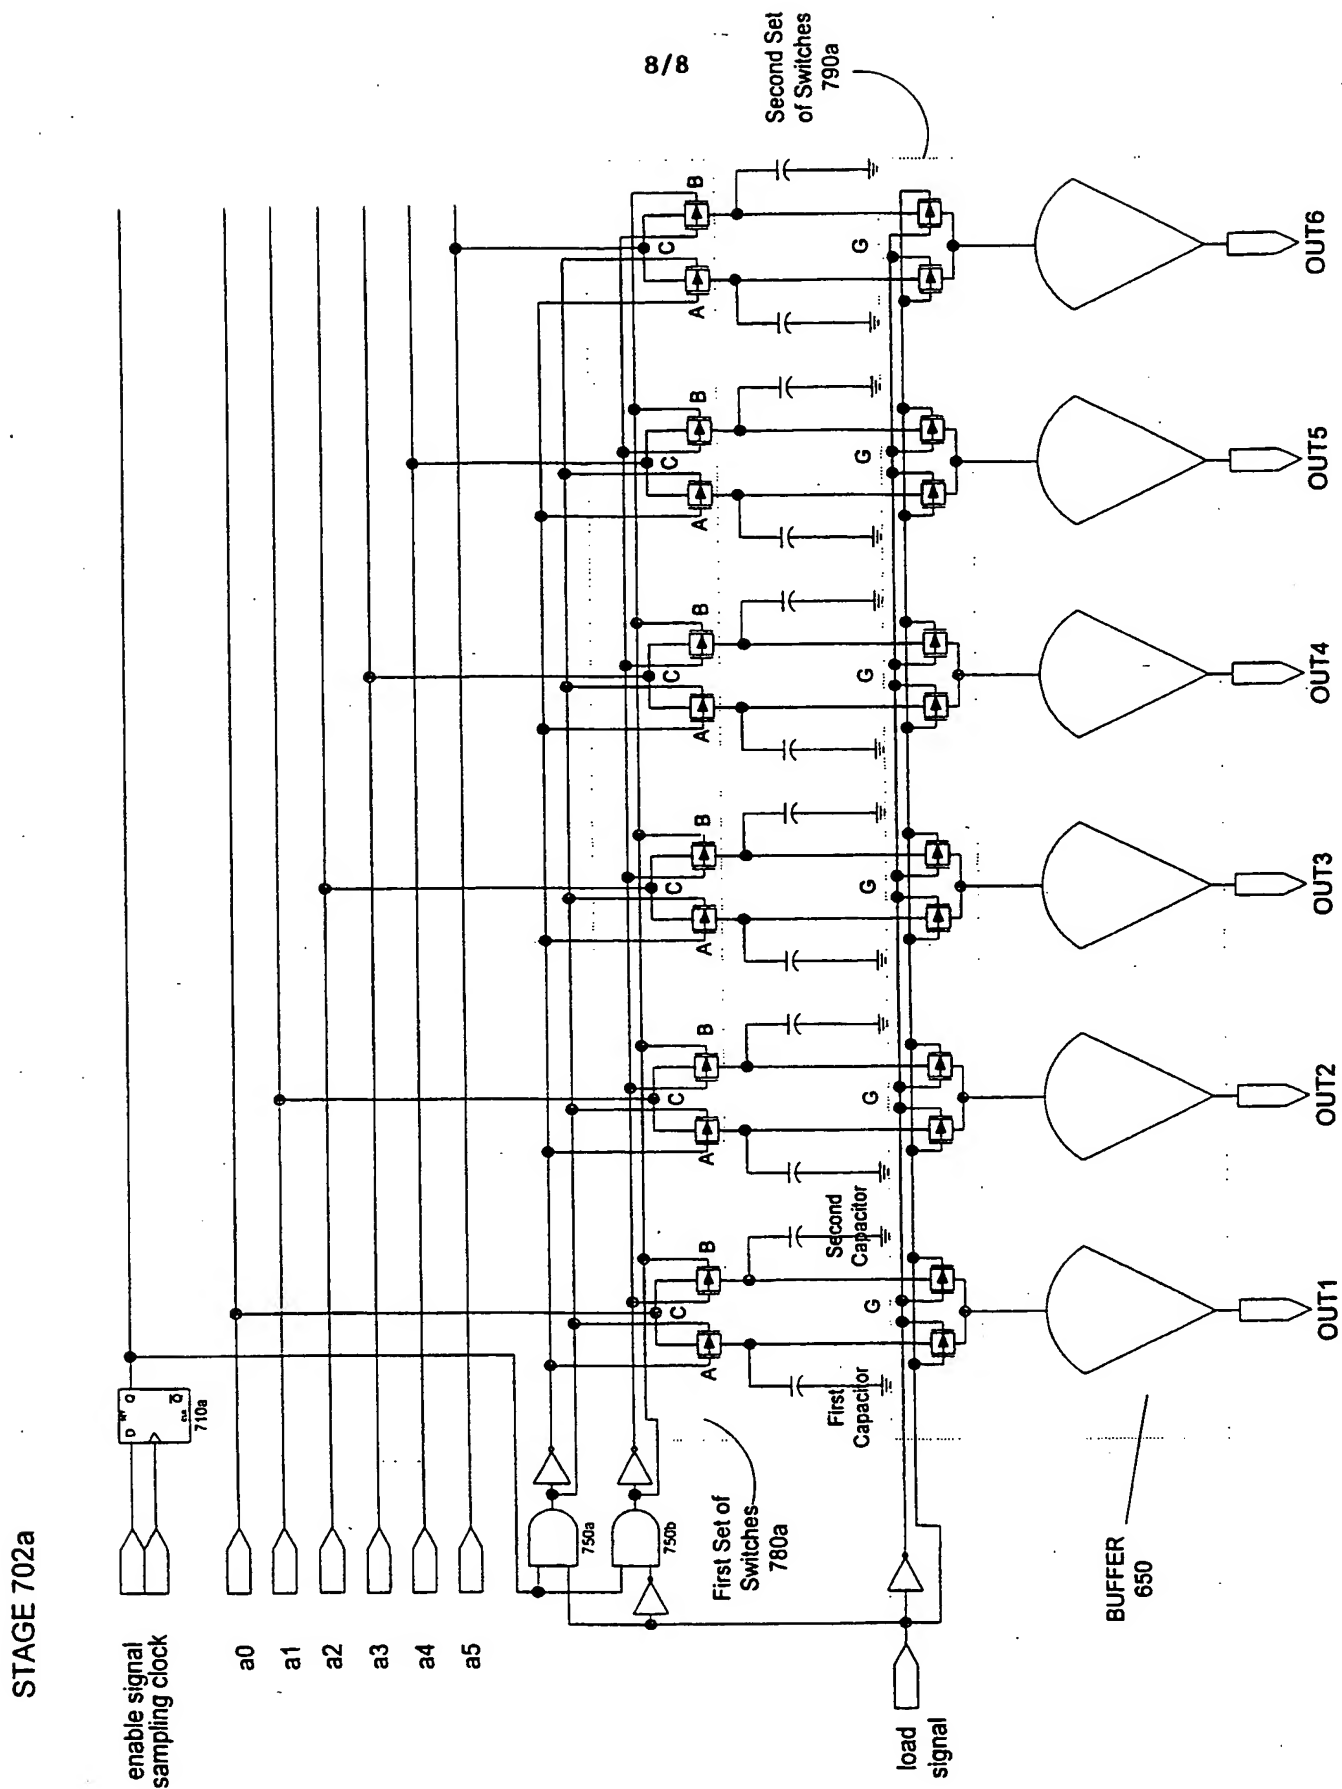 8/8
STAGE 702a
enable signal
sampling clock
D
Q
Q
710a
a0
a1
a2
a3
a4
a5
750a
750b
First Set of
Switches
780a
Second Set
of Switches
790a
A
C
B
A
C
B
A
C
B
A
C
B
A
C
B
A
C
B
First
Capacitor
Second
Capacitor
G
G
G
G
G
G
load
signal
BUFFER
650
OUT1
OUT2
OUT3
OUT4
OUT5
OUT6